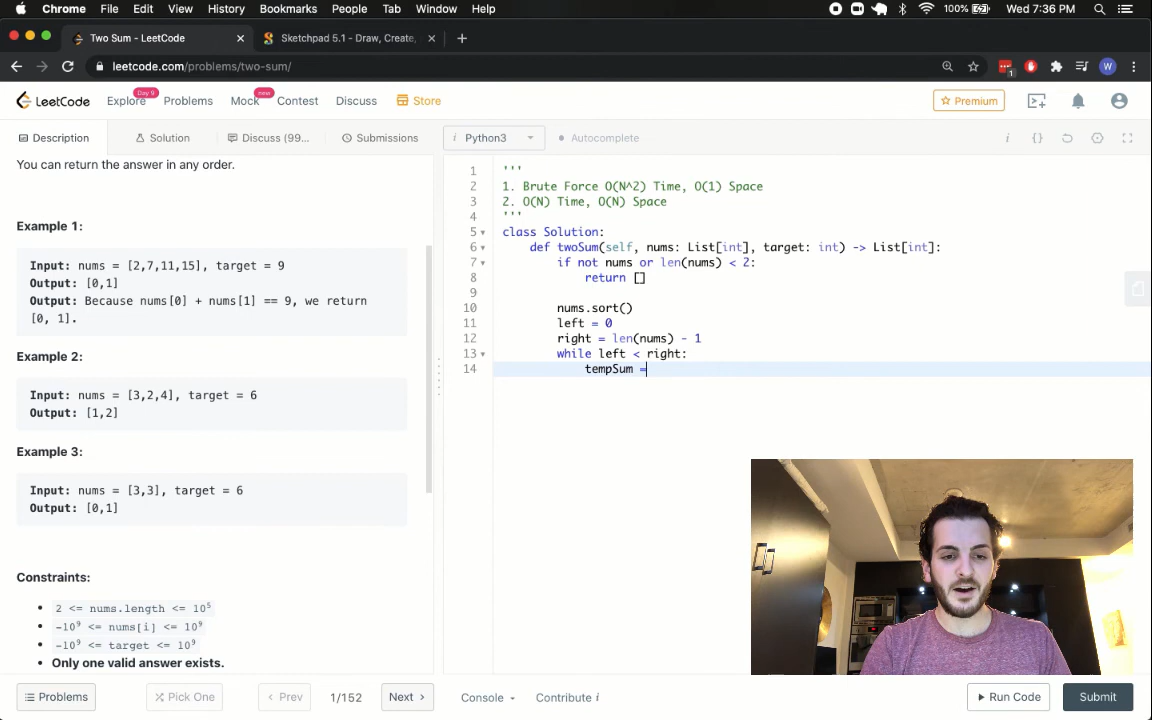 Chrome File Edit View History Bookmarks People Tab Window Help 100% Wed 7:36 PM
Two Sum - LeetCode Sketchpad 5.1 - Draw, Create,
leetcode.com/problems/two-sum/ 1 W
LeetCode Explore Day 9 Problems Mock new Contest Discuss Store Premium
Description Solution Discuss (99... Submissions i Python3 Autocomplete i {}
You can return the answer in any order.
Example 1:
Input: nums = [2,7,11,15], target = 9
Output: [0,1]
Output: Because nums[0] + nums[1] == 9, we return
[0, 1].
Example 2:
Input: nums = [3,2,4], target = 6
Output: [1,2]
Example 3:
Input: nums = [3,3], target = 6
Output: [0,1]
Constraints:
2 <= nums.length <= 10⁵
-10⁹ <= nums[i] <= 10⁹
-10⁹ <= target <= 10⁹
Only one valid answer exists.
1 '''
2 1. Brute Force O(N^2) Time, O(1) Space
3 2. O(N) Time, O(N) Space
4 '''
5 class Solution:
6 def twoSum(self, nums: List[int], target: int) -> List[int]:
7 if not nums or len(nums) < 2:
8 return []
9
10 nums.sort()
11 left = 0
12 right = len(nums) - 1
13 while left < right:
14 tempSum =
Problems Pick One < Prev 1/152 Next > Console Contribute i Run Code Submit